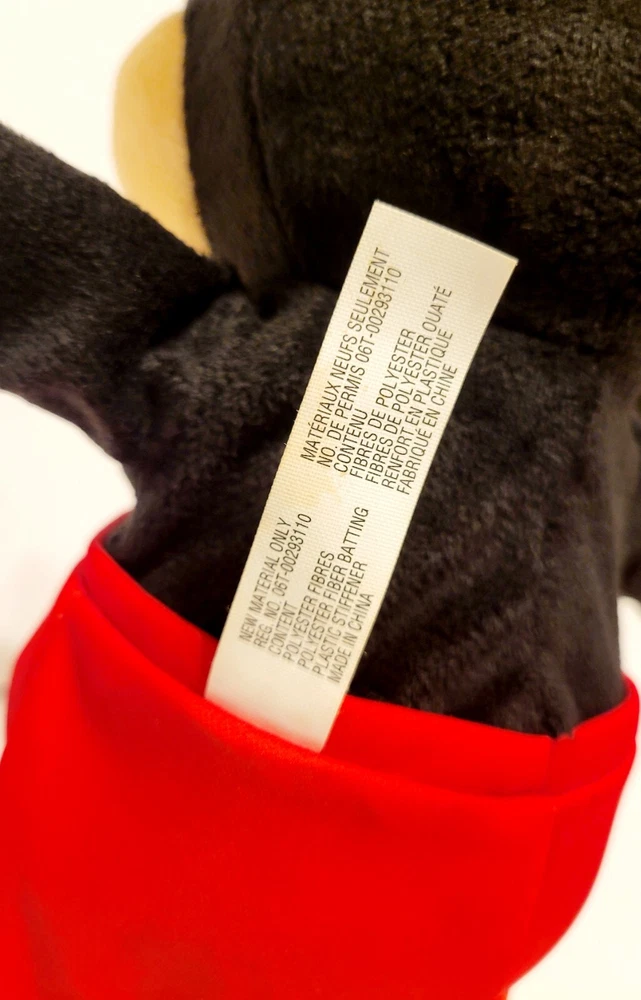 NEW MATERIAL ONLY
REG. NO. 06T-00293110
CONTENT
POLYESTER FIBRES
POLYESTER FIBER BATTING
PLASTIC STIFFENER
MADE IN CHINA
MATÉRIAUX NEUFS SEULEMENT
NO. DE PERMIS 06T-00293110
CONTENU
FIBRES DE POLYESTER
FIBRES DE POLYESTER OUATÉ
RENFORT EN PLASTIQUE
FABRIQUÉ EN CHINE